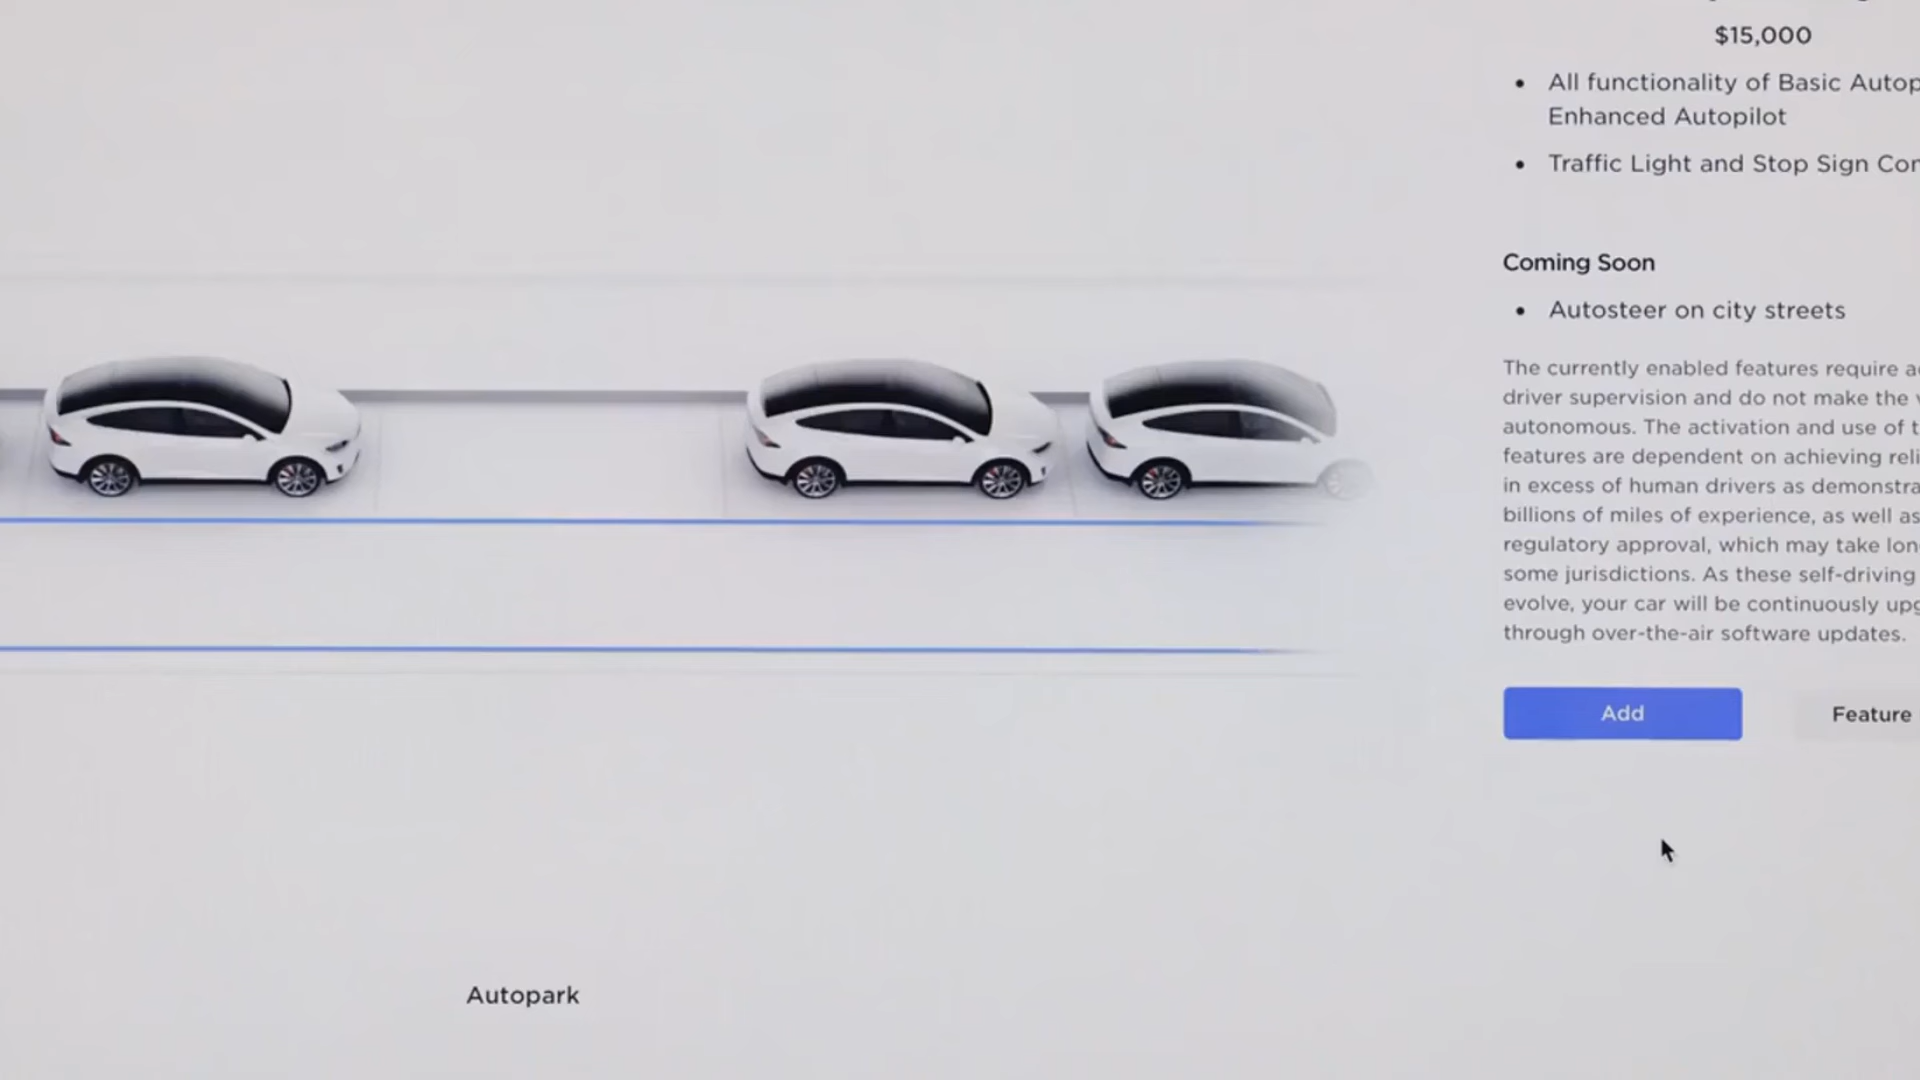 $15,000
• All functionality of Basic Autop
Enhanced Autopilot
• Traffic Light and Stop Sign Con
Coming Soon
• Autosteer on city streets
The currently enabled features require a
driver supervision and do not make the
autonomous. The activation and use of t
features are dependent on achieving reli
in excess of human drivers as demonstra
billions of miles of experience, as well as
regulatory approval, which may take lon
some jurisdictions. As these self-driving
evolve, your car will be continuously upg
through over-the-air software updates.
Add
Feature
Autopark